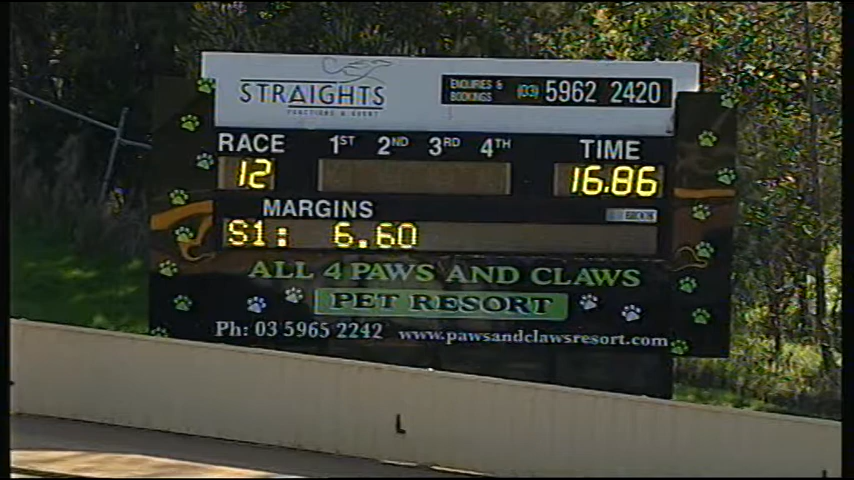 STRAIGHTS
FUNCTIONS & EVENT
ENQUIRES & BOOKINGS (03) 5962 2420
RACE 1ST 2ND 3RD 4TH TIME
12 16.86
MARGINS
S1: 6.60
ALL 4 PAWS AND CLAWS
PET RESORT
Ph: 03 5965 2242 www.pawsandclawsresort.com
L